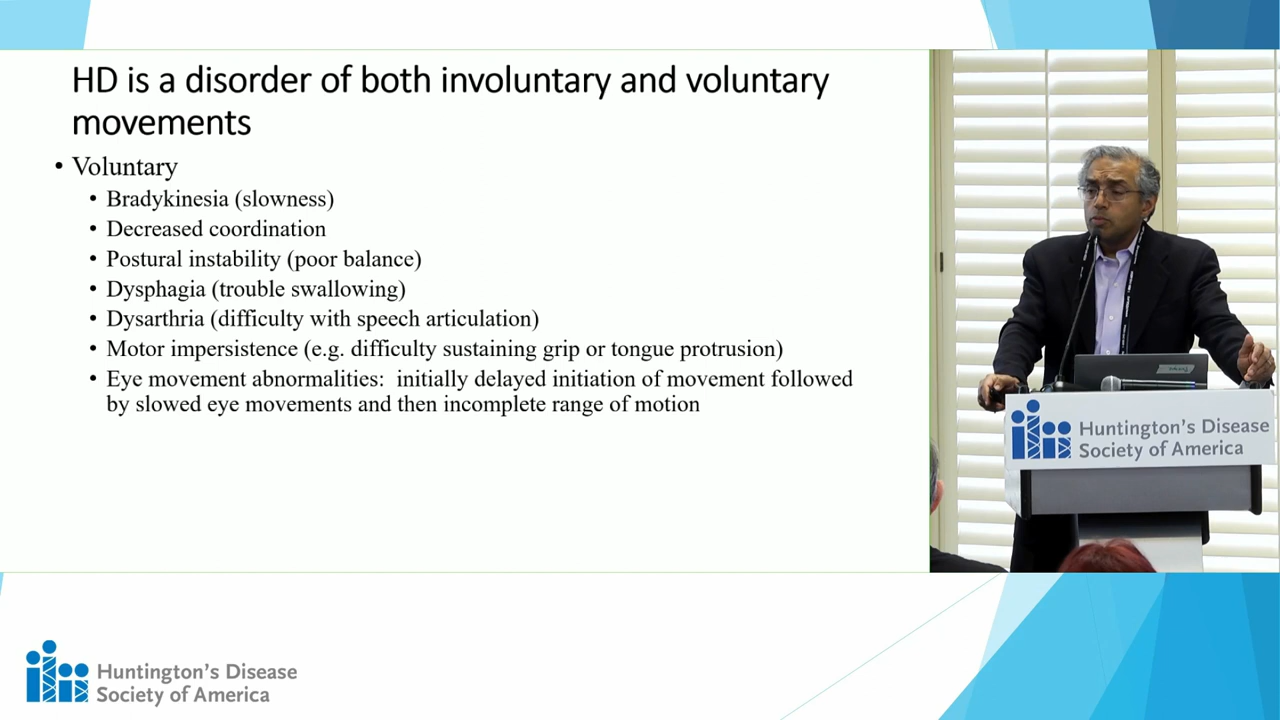 HD is a disorder of both involuntary and voluntary
movements
• Voluntary
• Bradykinesia (slowness)
• Decreased coordination
• Postural instability (poor balance)
• Dysphagia (trouble swallowing)
• Dysarthria (difficulty with speech articulation)
• Motor impersistence (e.g. difficulty sustaining grip or tongue protrusion)
• Eye movement abnormalities:  initially delayed initiation of movement followed
by slowed eye movements and then incomplete range of motion
Huntington's Disease
Society of America
Huntington's Disease
Society of America